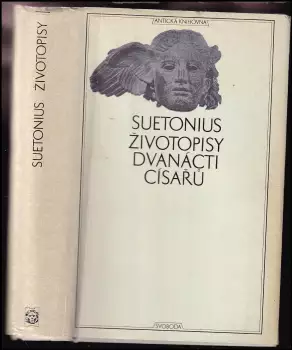 SUETONIUS ŽIVOTOPISY
ANTICKÁ KNIHOVNA
SUETONIUS
ŽIVOTOPISY
DVANÁCTI
CÍSAŘŮ
SVOBODA